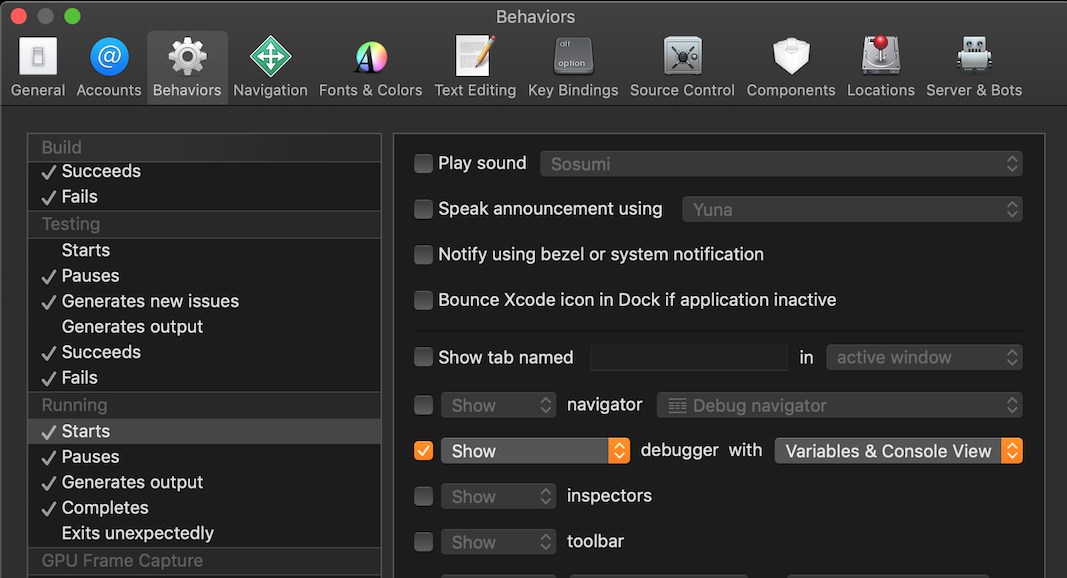 Behaviors
@ A alt option
General Accounts Behaviors Navigation Fonts & Colors Text Editing Key Bindings Source Control Components Locations Server & Bots
Build
Succeeds
Fails
Testing
Starts
Pauses
Generates new issues
Generates output
Succeeds
Fails
Running
Starts
Pauses
Generates output
Completes
Exits unexpectedly
GPU Frame Capture
Play sound Sosumi
Speak announcement using Yuna
Notify using bezel or system notification
Bounce Xcode icon in Dock if application inactive
Show tab named in active window
Show navigator Debug navigator
Show debugger with Variables & Console View
Show inspectors
Show toolbar